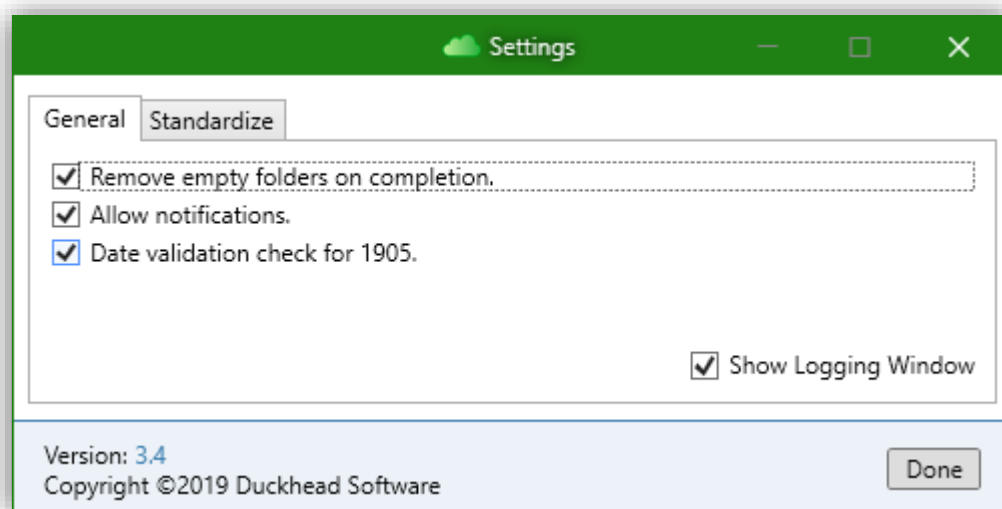 Settings
General
Standardize
Remove empty folders on completion.
Allow notifications.
Date validation check for 1905.
Show Logging Window
Version: 3.4
Copyright ©2019 Duckhead Software
Done